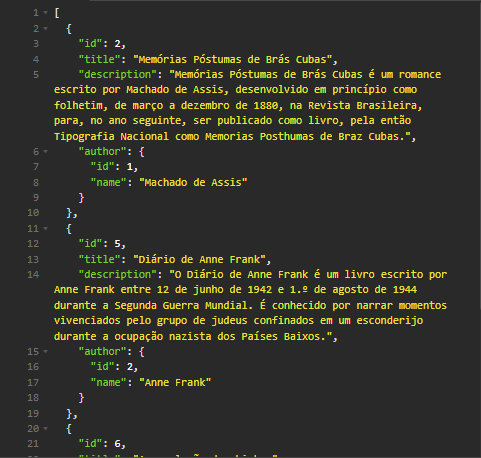 1 [
2 {
3 "id": 2,
4 "title": "Memórias Póstumas de Brás Cubas",
5 "description": "Memórias Póstumas de Brás Cubas é um romance
escrito por Machado de Assis, desenvolvido em princípio como
folhetim, de março a dezembro de 1880, na Revista Brasileira,
para, no ano seguinte, ser publicado como livro, pela então
Tipografia Nacional como Memorias Posthumas de Braz Cubas.",
6 "author": {
7 "id": 1,
8 "name": "Machado de Assis"
9 }
10 },
11 {
12 "id": 5,
13 "title": "Diário de Anne Frank",
14 "description": "O Diário de Anne Frank é um livro escrito por
Anne Frank entre 12 de junho de 1942 e 1.º de agosto de 1944
durante a Segunda Guerra Mundial. É conhecido por narrar momentos
vivenciados pelo grupo de judeus confinados em um esconderijo
durante a ocupação nazista dos Países Baixos.",
15 "author": {
16 "id": 2,
17 "name": "Anne Frank"
18 }
19 },
20 {
21 "id": 6,